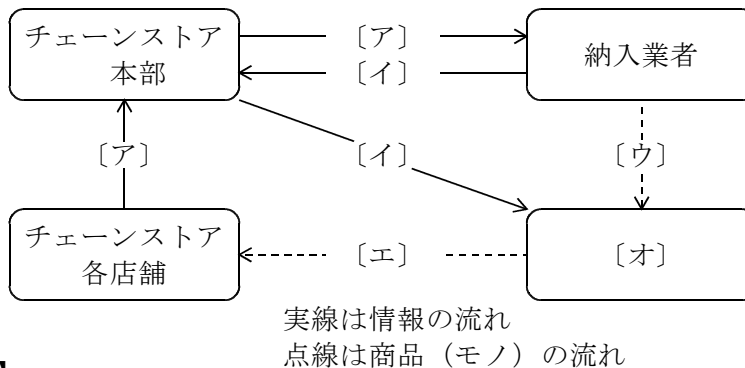 チェーンストア
本部
〔ア〕
〔イ〕
納入業者
〔ア〕
〔イ〕
〔ウ〕
チェーンストア
各店舗
〔エ〕
〔オ〕
実線は情報の流れ
点線は商品（モノ）の流れ